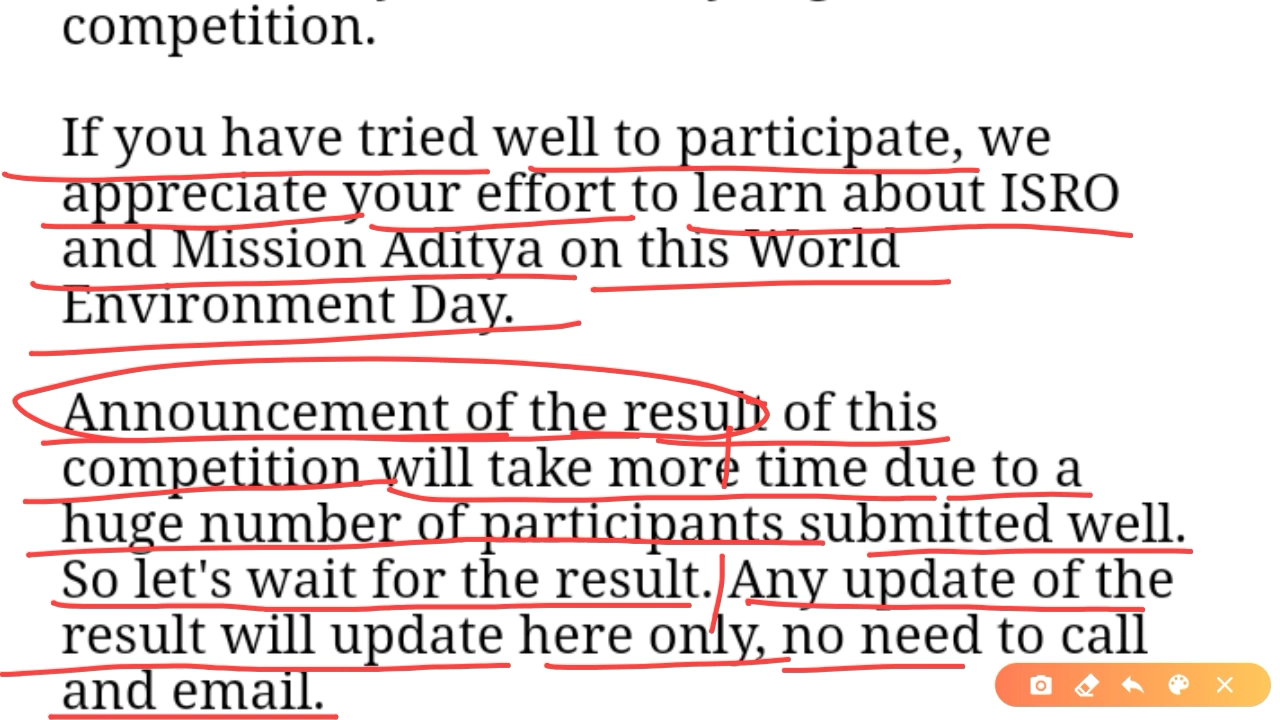 competition.
If you have tried well to participate, we
appreciate your effort to learn about ISRO
and Mission Aditya on this World
Environment Day.
Announcement of the result of this
competition will take more time due to a
huge number of participants submitted well.
So let's wait for the result. Any update of the
result will update here only, no need to call
and email.